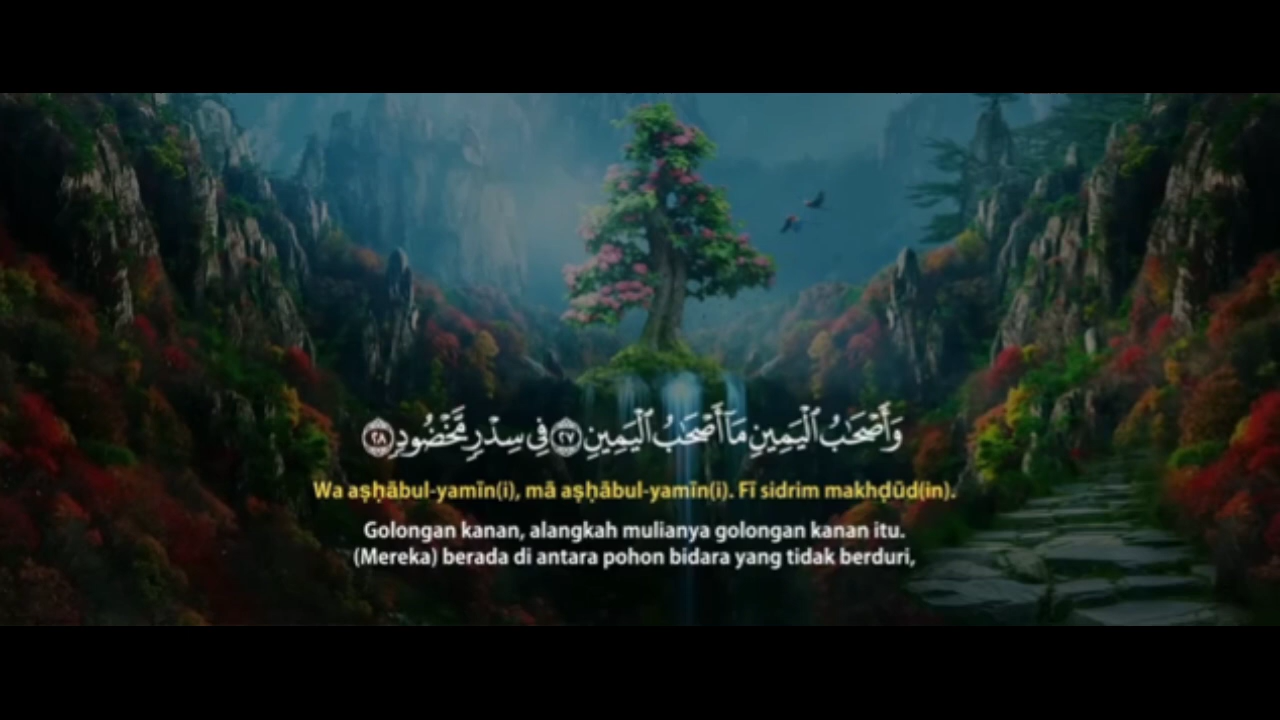 وَأَصْحَٰبُ ٱلْيَمِينِ مَآ أَصْحَٰبُ ٱلْيَمِينِ ٢٧ فِي سِدْرٍ مَّخْضُودٍ ٢٨
Wa aṣḥābul-yamīn(i), mā aṣḥābul-yamīn(i). Fī sidrim makhḍūd(in).
Golongan kanan, alangkah mulianya golongan kanan itu.
(Mereka) berada di antara pohon bidara yang tidak berduri,